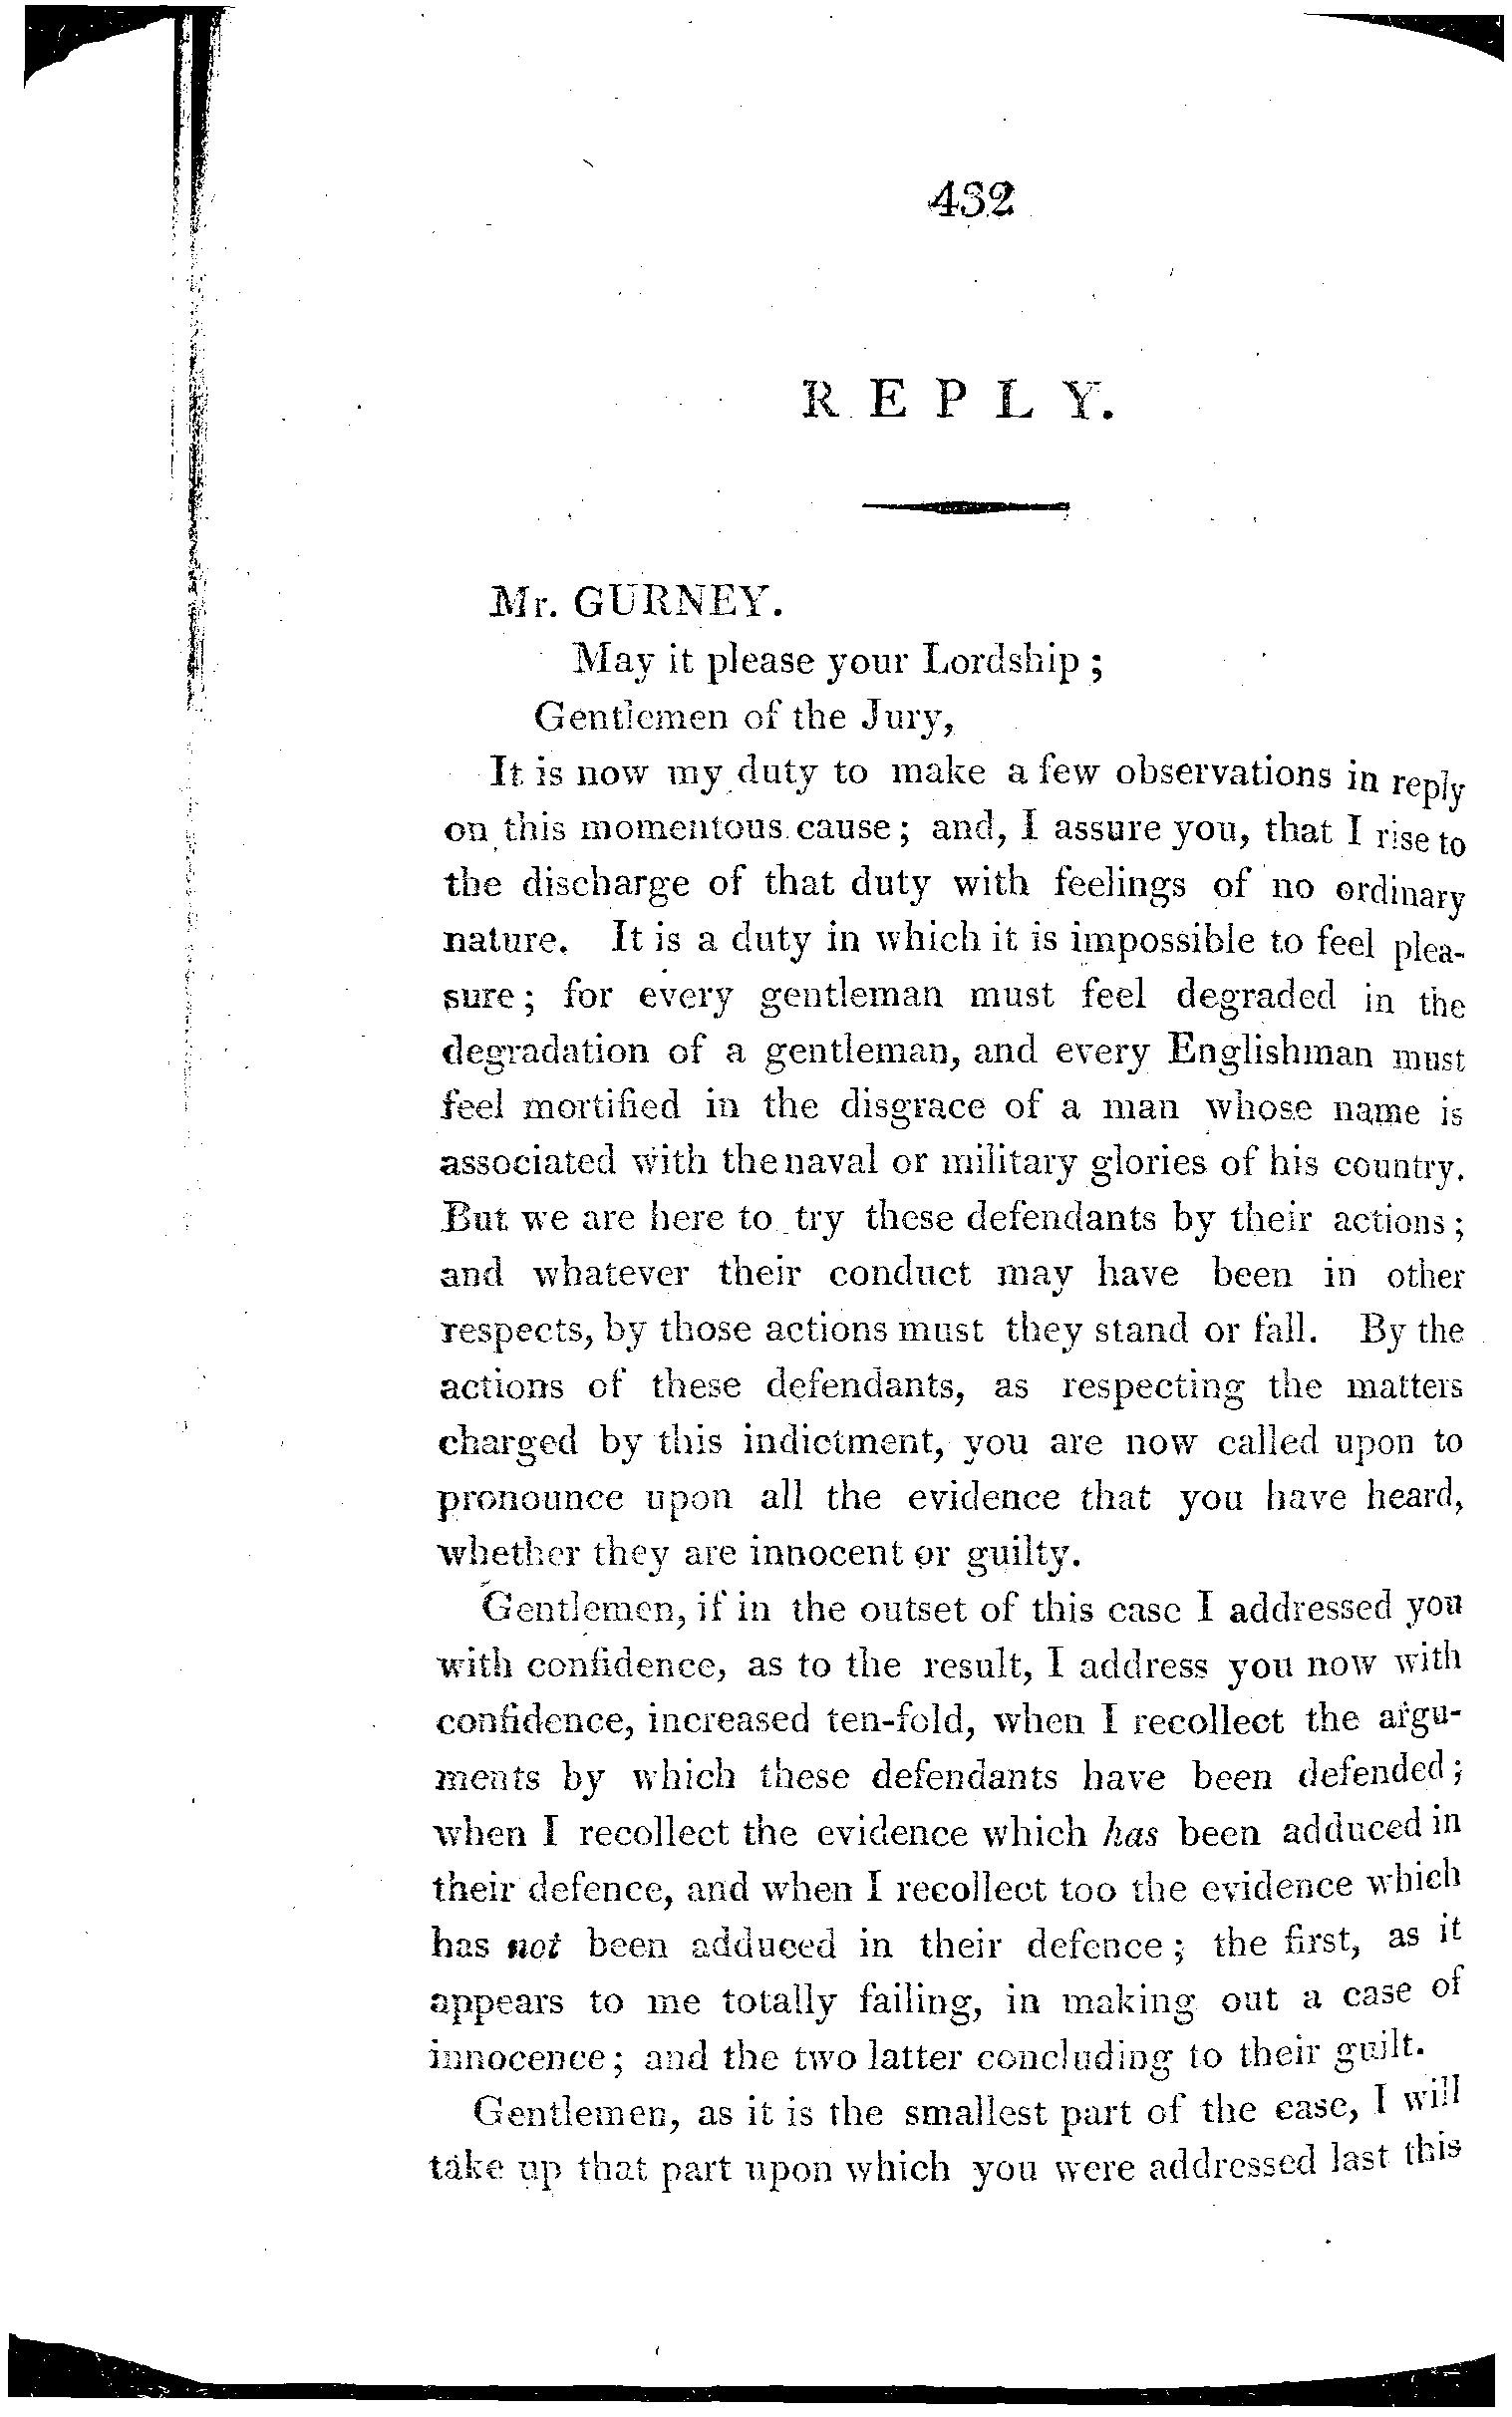 432
REPLY.
Mr. GURNEY.
May it please your Lordship;
Gentlemen of the Jury,
It is now my duty to make a few observations in reply
on this momentous cause; and, I assure you, that I rise to
the discharge of that duty with feelings of no ordinary
nature. It is a duty in which it is impossible to feel plea-
sure; for every gentleman must feel degraded in the
degradation of a gentleman, and every Englishman must
feel mortified in the disgrace of a man whose name is
associated with the naval or military glories of his country.
But we are here to try these defendants by their actions;
and whatever their conduct may have been in other
respects, by those actions must they stand or fall. By the
actions of these defendants, as respecting the matters
charged by this indictment, you are now called upon to
pronounce upon all the evidence that you have heard,
whether they are innocent or guilty.
Gentlemen, if in the outset of this case I addressed you
with confidence, as to the result, I address you now with
confidence, increased ten-fold, when I recollect the argu-
ments by which these defendants have been defended;
when I recollect the evidence which has been adduced in
their defence, and when I recollect too the evidence which
has not been adduced in their defence; the first, as it
appears to me totally failing, in making out a case of
innocence; and the two latter concluding to their guilt.
Gentlemen, as it is the smallest part of the case, I will
take up that part upon which you were addressed last this